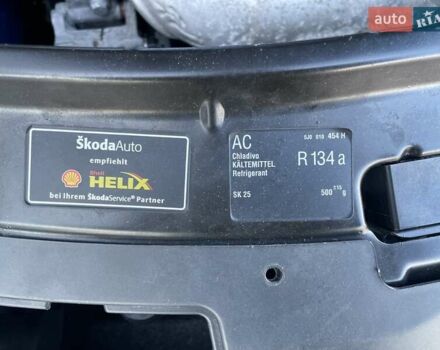 auto RIA
ŠkodaAuto
empfiehlt
Shell
HELIX
bei Ihrem ŠkodaService® Partner
AC
5J0 010 454 H
Chladivo
KÄLTEMITTEL
Refrigerant
R 134 a
SK 25
500 ±15 g